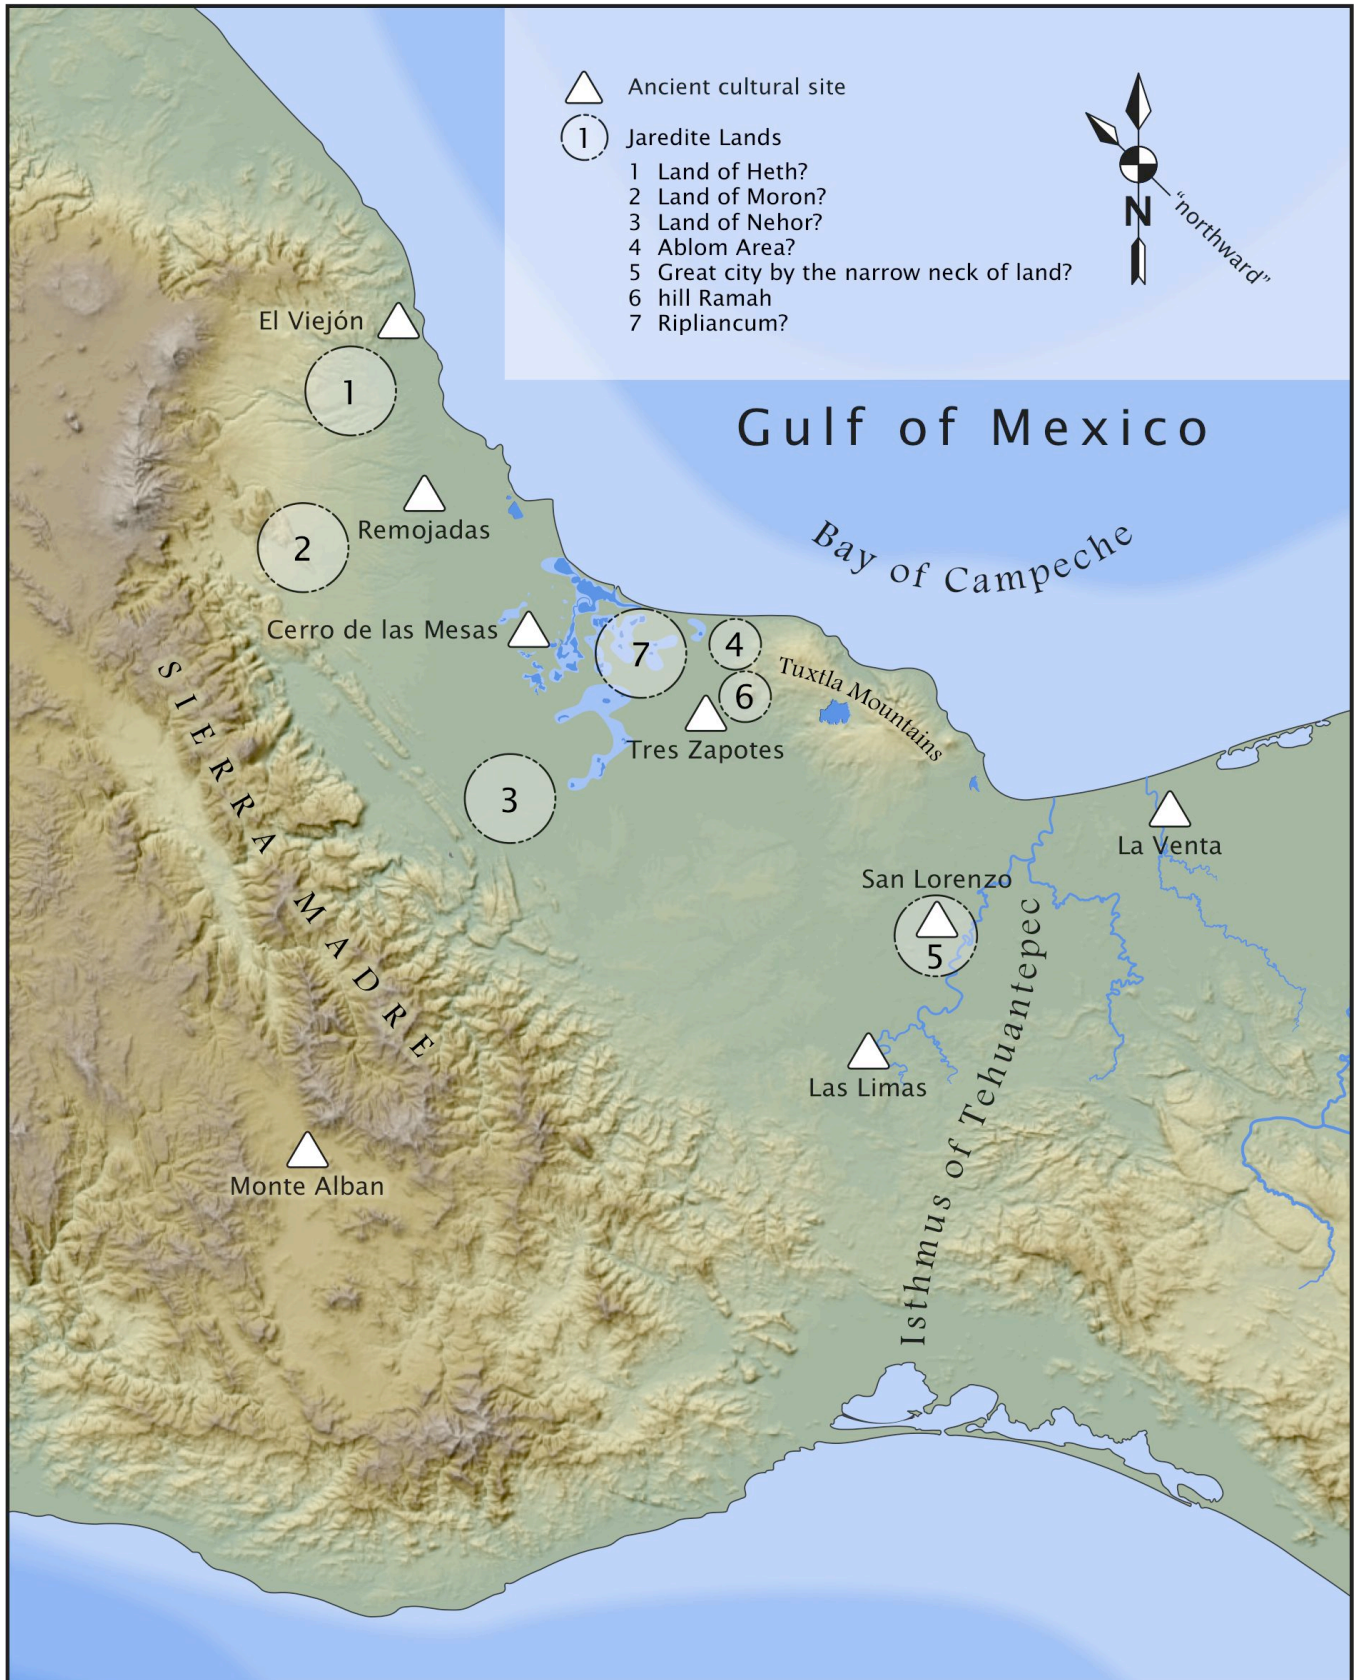 Ancient cultural site
1 Jaredite Lands
1 Land of Heth?
2 Land of Moron?
3 Land of Nehor?
4 Ablom Area?
5 Great city by the narrow neck of land?
6 hill Ramah
7 Ripliancum?
N
“northward”
El Viejón
1
Gulf of Mexico
Remojadas
2
Bay of Campeche
Cerro de las Mesas
7
4
6
Tuxtla Mountains
Tres Zapotes
3
SIERRA MADRE
La Venta
San Lorenzo
5
Las Limas
Isthmus of Tehuantepec
Monte Alban